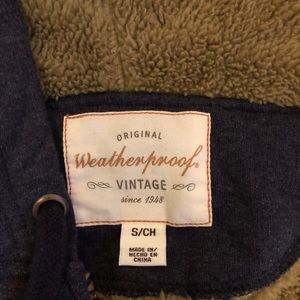 ORIGINAL
Weatherproof®
VINTAGE
since 1948
S/CH
MADE IN/
HECHO EN
CHINA